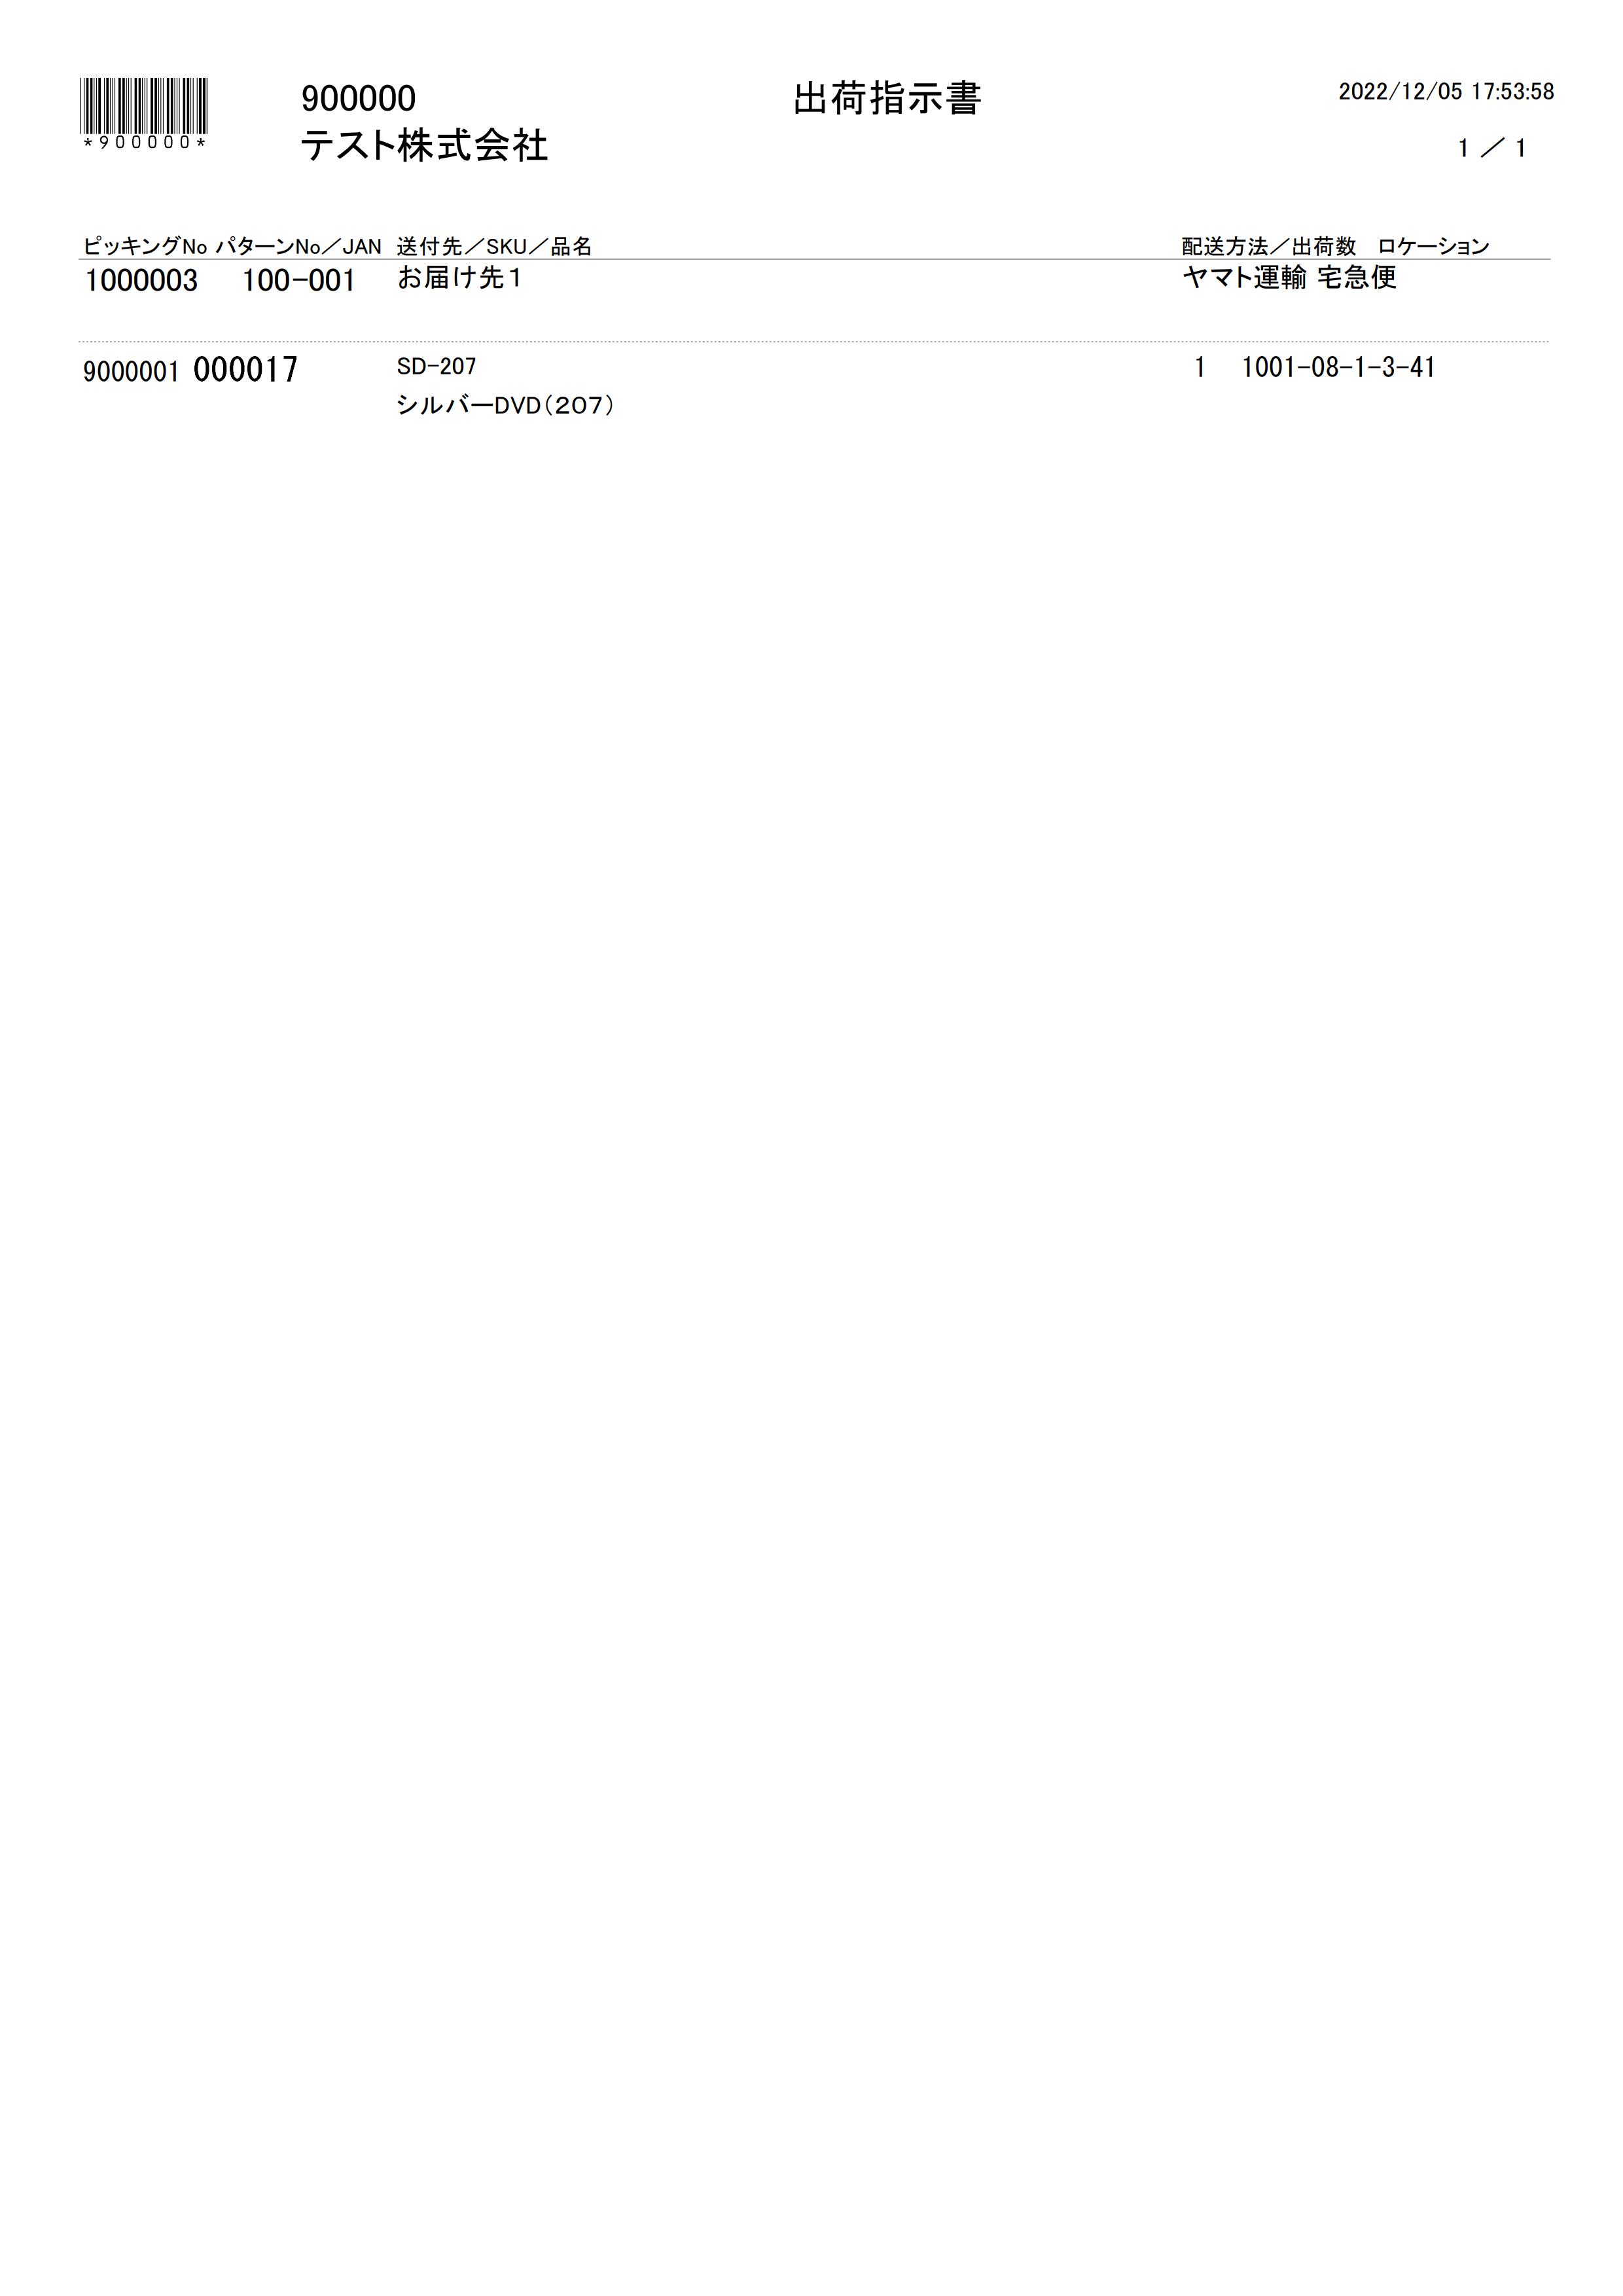 *900000*
900000
テスト株式会社
出荷指示書
2022/12/05 17:53:58
1 ／ 1
ピッキングNo パターンNo／JAN 送付先／SKU／品名 配送方法／出荷数 ロケーション
1000003 100-001 お届け先１ ヤマト運輸 宅急便
9000001 000017 SD-207 1 1001-08-1-3-41
シルバーDVD（２０７）